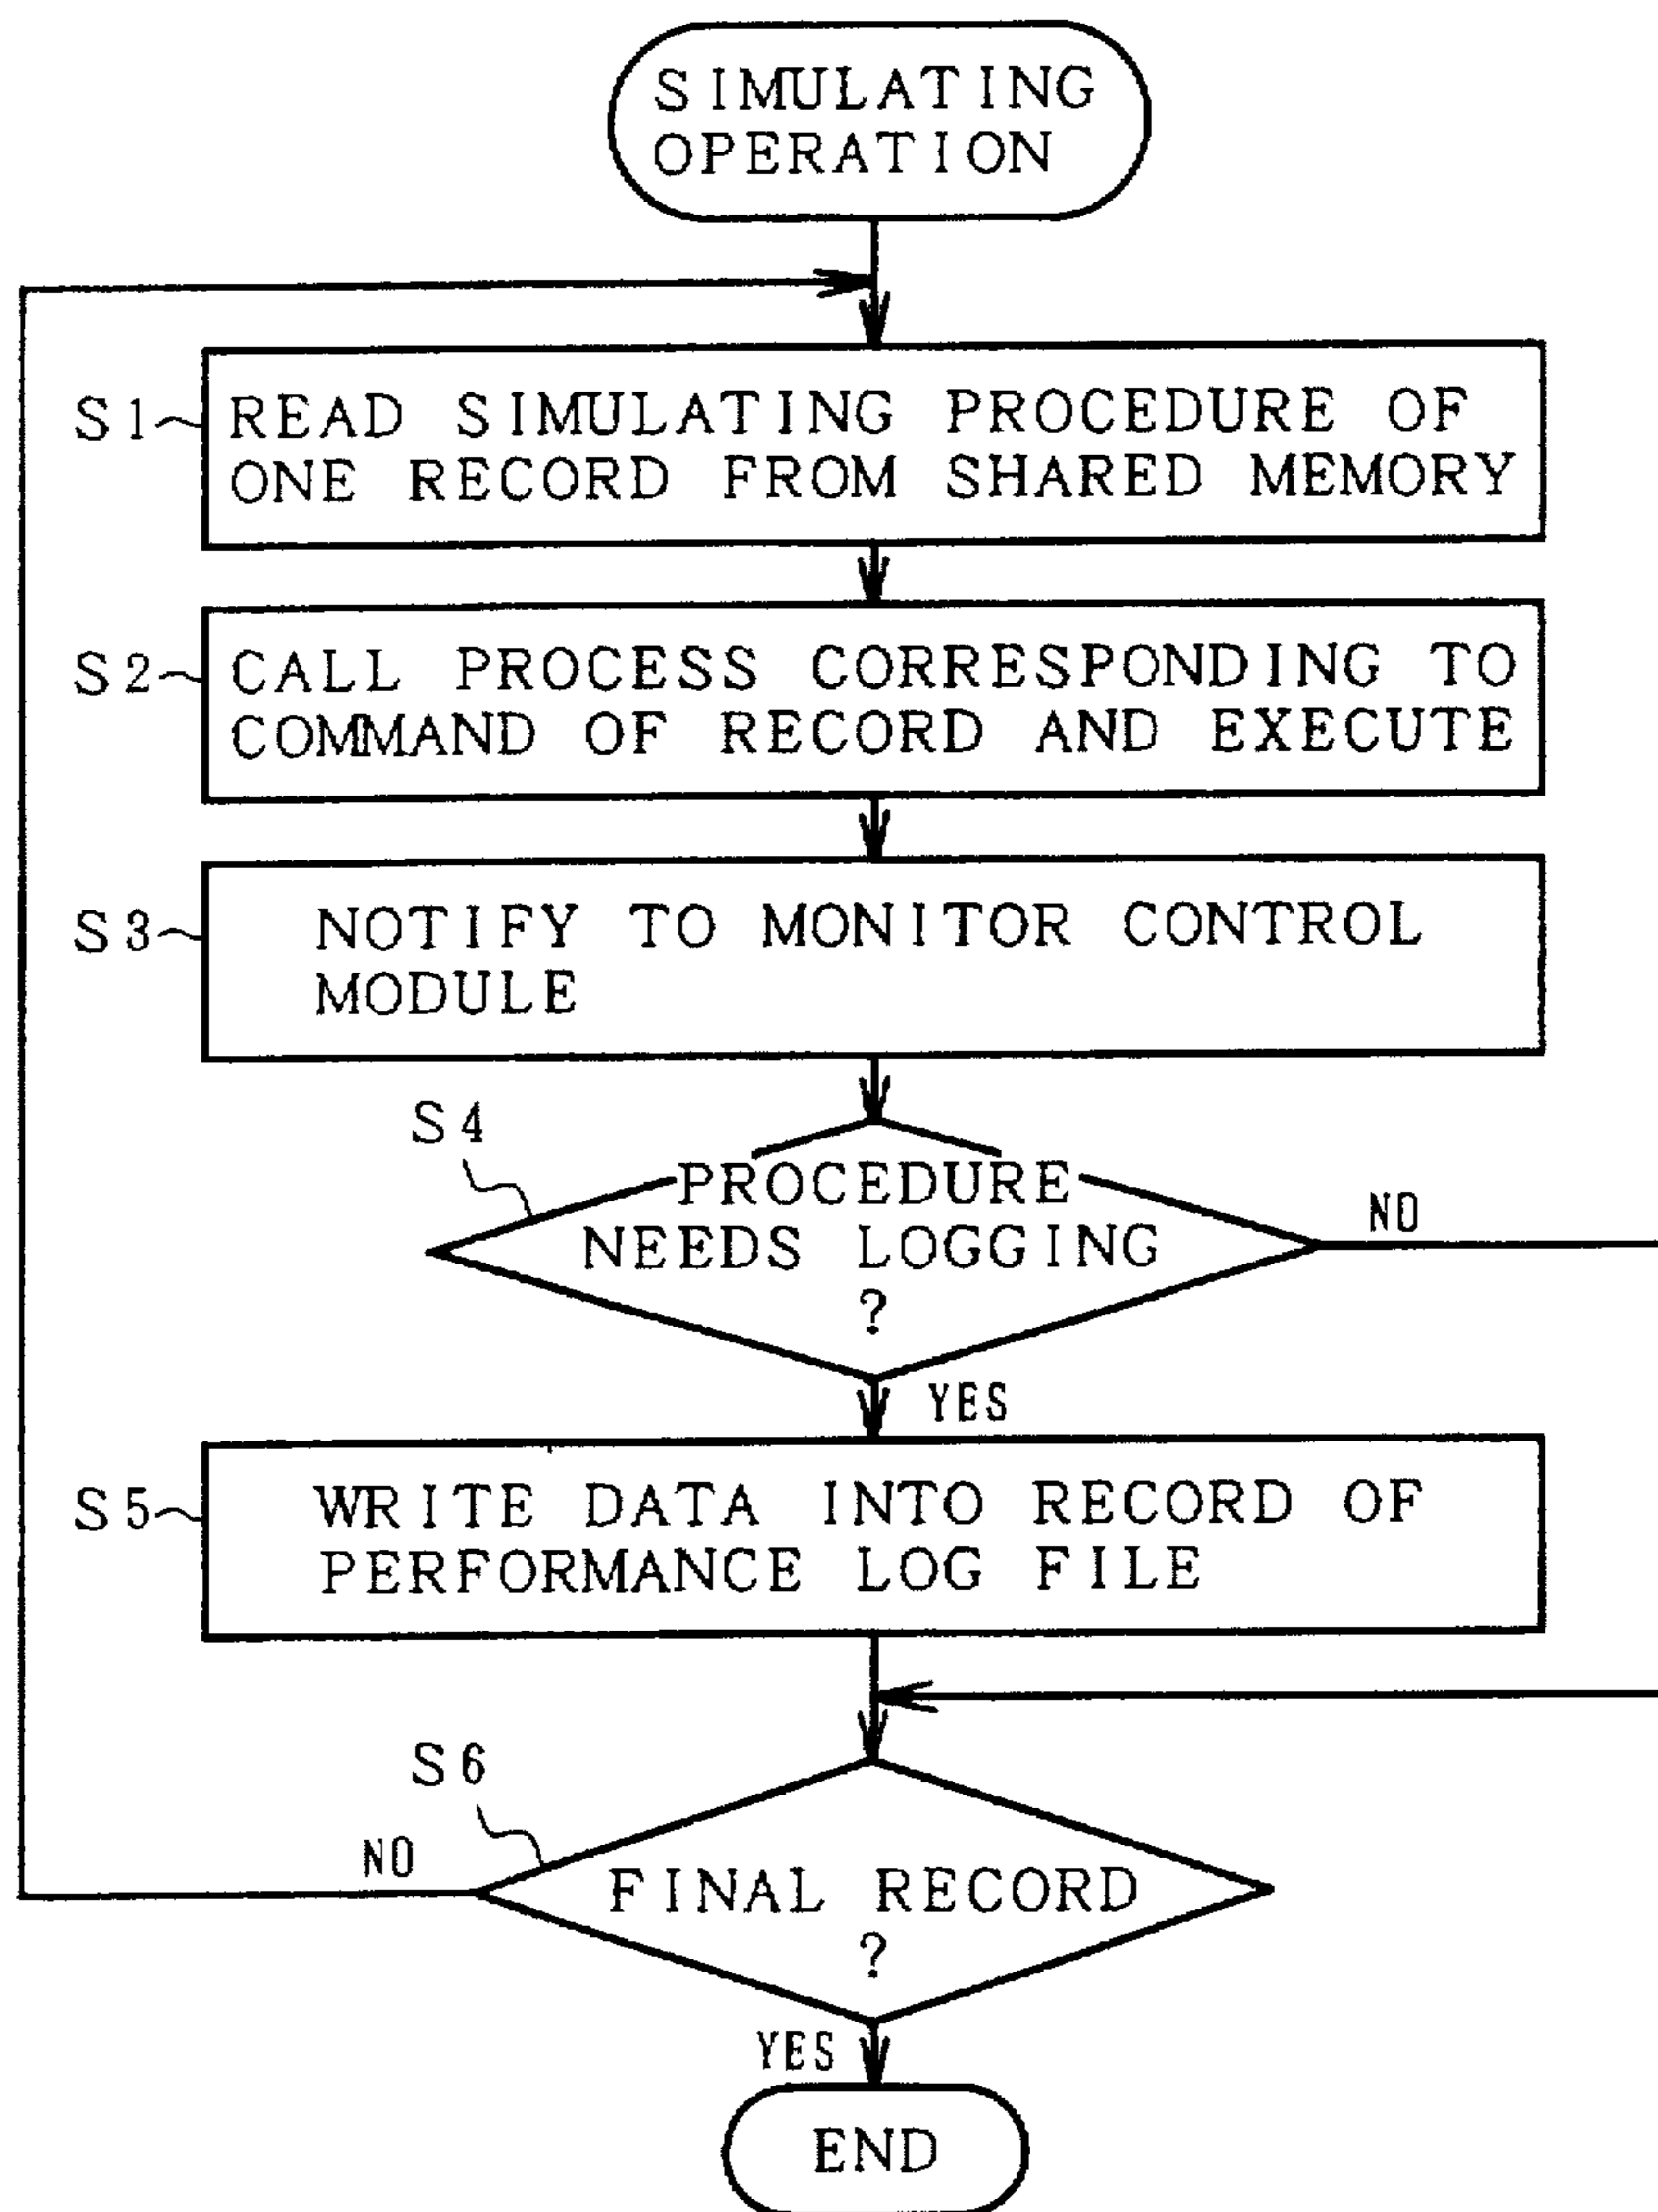 SIMULATING
OPERATION
S1
READ SIMULATING PROCEDURE OF
ONE RECORD FROM SHARED MEMORY
S2
CALL PROCESS CORRESPONDING TO
COMMAND OF RECORD AND EXECUTE
S3
NOTIFY TO MONITOR CONTROL
MODULE
S4
PROCEDURE
NEEDS LOGGING
?
NO
YES
S5
WRITE DATA INTO RECORD OF
PERFORMANCE LOG FILE
S6
NO
FINAL RECORD
?
YES
END